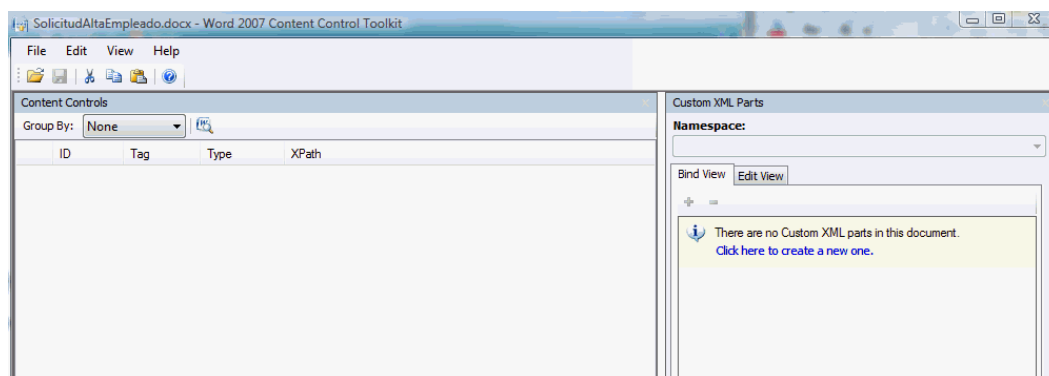 SolicitudAltaEmpleado.docx - Word 2007 Content Control Toolkit
File Edit View Help
Content Controls
Group By: None
ID Tag Type XPath
Custom XML Parts
Namespace:
Bind View Edit View
There are no Custom XML parts in this document.
Click here to create a new one.